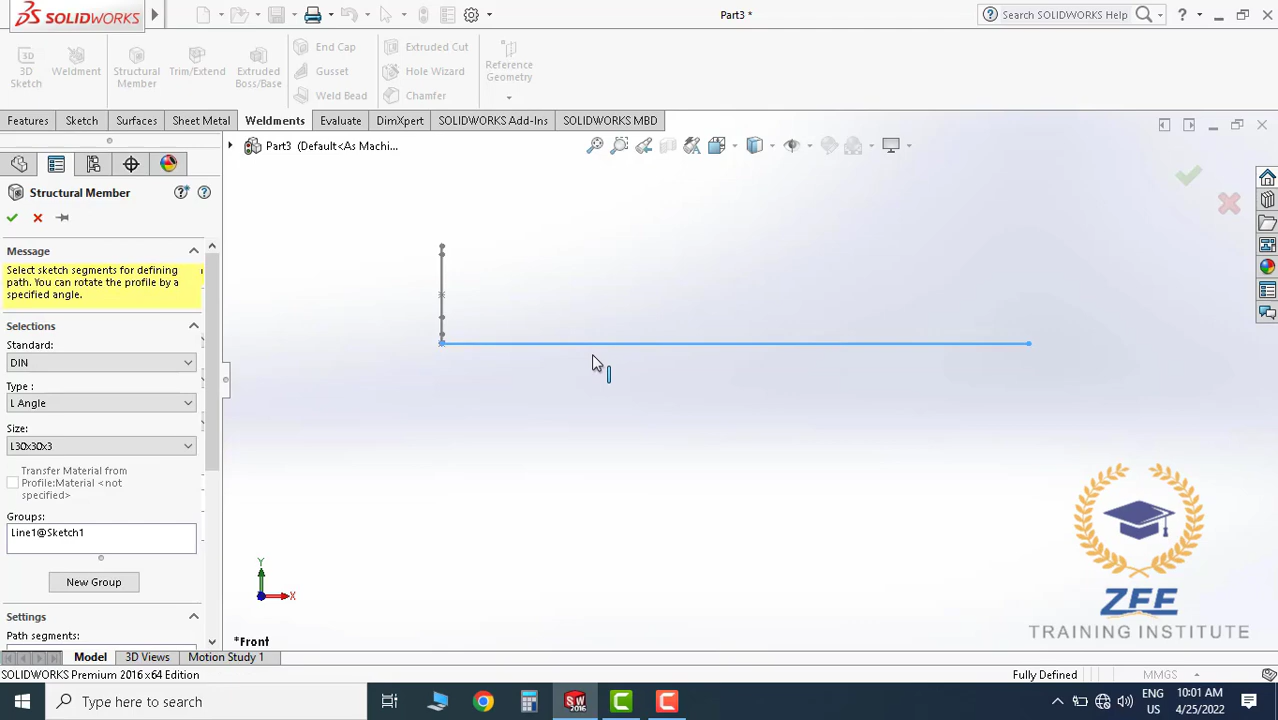 SOLIDWORKS
Part3 *
Search SOLIDWORKS
3D
Sketch
Weldment
Structural
Member
Trim/Extend
Extruded
Boss/Base
End Cap
Gusset
Weld Bead
Extruded Cut
Hole Wizard
Chamfer
Reference
Geometry
Features
Sketch
Surfaces
Sheet Metal
Weldments
Evaluate
DimXpert
SOLIDWORKS Add-Ins
SOLIDWORKS MBD
Part3 (Default<As Machi...
Structural Member
Message
Select sketch segments for defining
path. You can rotate the profile by a
specified angle.
Selections
Standard:
DIN
Type :
L Angle
Size:
L30x30x3
Transfer Material from
Profile:Material < not
specified>
Groups:
Line1@Sketch1
New Group
Settings
Path segments:
Y
X
*Front
ZFE
TRAINING INSTITUTE
Model
3D Views
Motion Study 1
SOLIDWORKS Premium 2016 x64 Edition
Fully Defined
MMGS
Type here to search
SW
2016
ENG
US
10:01 AM
4/25/2022